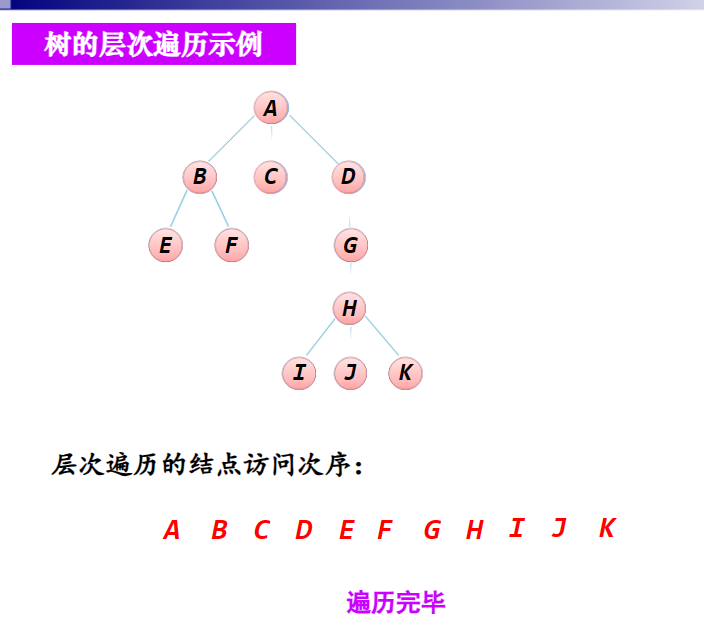 树的层次遍历示例
A
B C D
E F G
H
I J K
层次遍历的结点访问次序：
A B C D E F G H I J K
遍历完毕